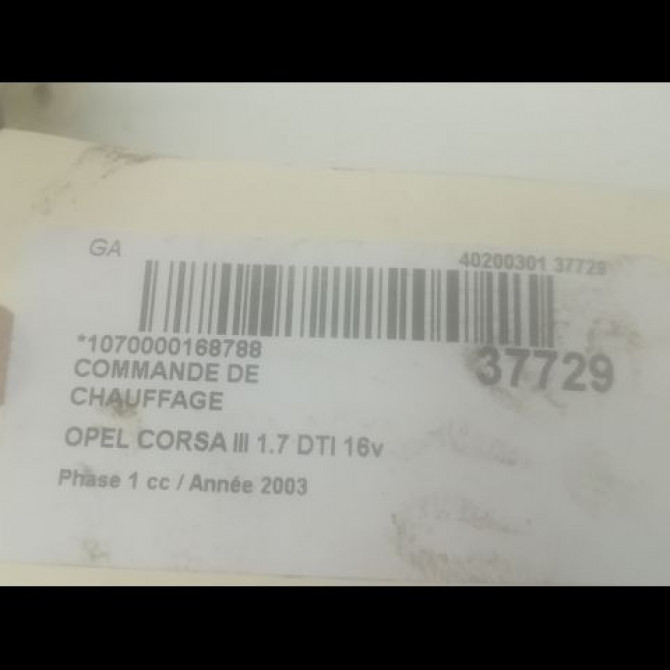 GA
40200301 37729
*1070000168788
37729
COMMANDE DE
CHAUFFAGE
OPEL CORSA III 1.7 DTI 16v
Phase 1 cc / Année 2003